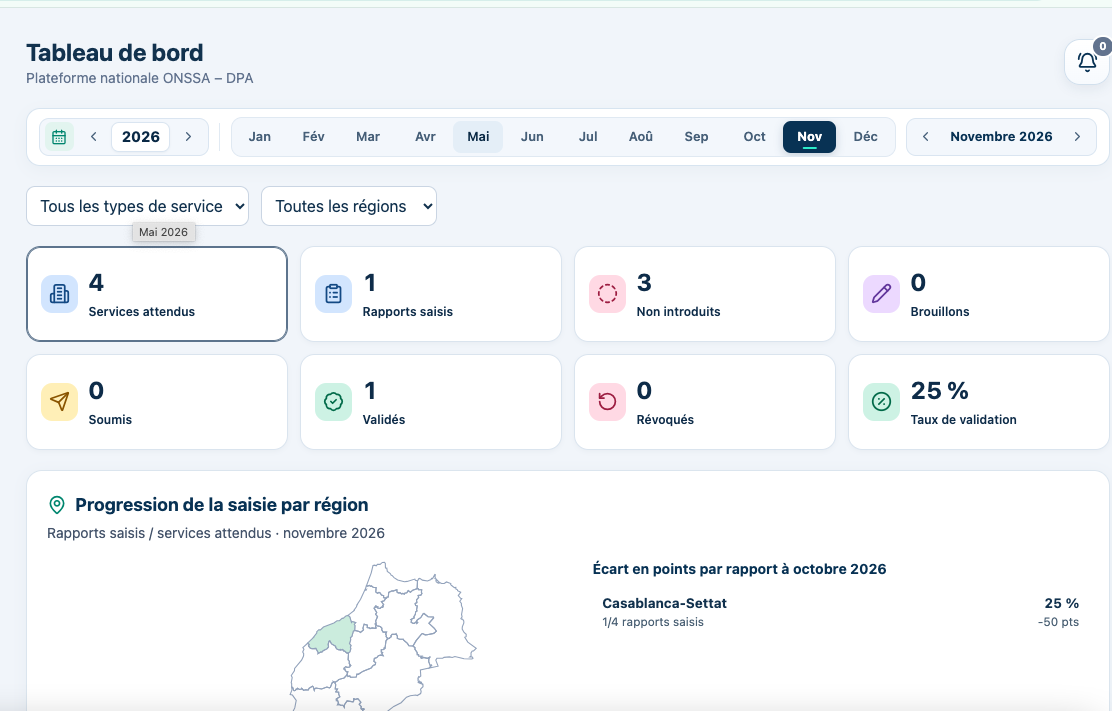 Tableau de bord
Plateforme nationale ONSSA – DPA
0
2026
Jan Fév Mar Avr Mai Jun Jul Aoû Sep Oct Nov Déc
Novembre 2026
Tous les types de service
Toutes les régions
Mai 2026
4
Services attendus
1
Rapports saisis
3
Non introduits
0
Brouillons
0
Soumis
1
Validés
0
Révoqués
25 %
Taux de validation
Progression de la saisie par région
Rapports saisis / services attendus · novembre 2026
Écart en points par rapport à octobre 2026
Casablanca-Settat 25 %
1/4 rapports saisis -50 pts